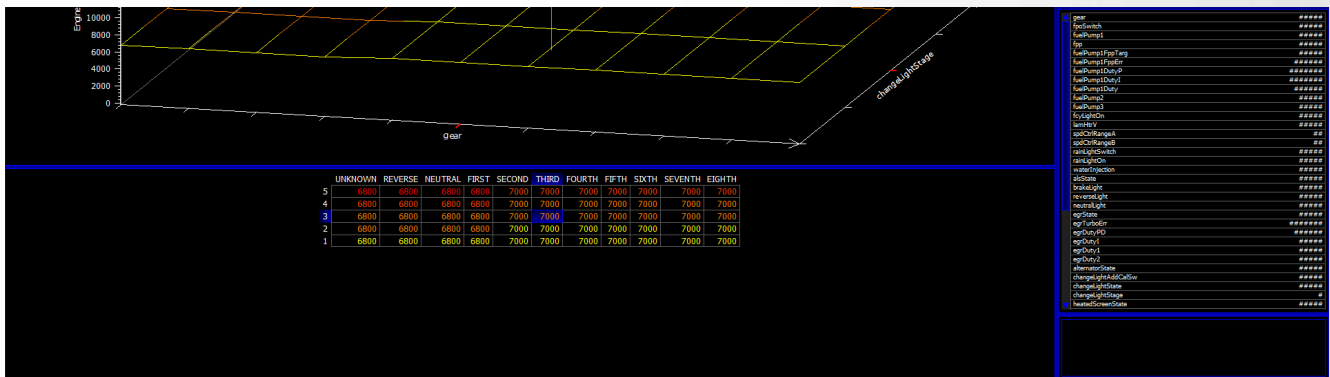 Engine
10000
8000
6000
4000
2000
0
gear
changeLightStage
UNKNOWN REVERSE NEUTRAL FIRST SECOND THIRD FOURTH FIFTH SIXTH SEVENTH EIGHTH
5 6800 6800 6800 6800 7000 7000 7000 7000 7000 7000 7000
4 6800 6800 6800 6800 7000 7000 7000 7000 7000 7000 7000
3 6800 6800 6800 6800 7000 7000 7000 7000 7000 7000 7000
2 6800 6800 6800 6800 7000 7000 7000 7000 7000 7000 7000
1 6800 6800 6800 6800 7000 7000 7000 7000 7000 7000 7000
gear #####
fpoSwitch #####
fuelPump1 #####
fpp #####
fuelPump1FppTarg #####
fuelPump1FppErr ######
fuelPump1DutyP #######
fuelPump1DutyI #######
fuelPump1Duty ######
fuelPump2 #####
fuelPump3 #####
fcyLightOn #####
lamHtrV #####
spdCtrlRangeA ##
spdCtrlRangeB ##
rainLightSwitch #####
rainLightOn #####
waterInjection #####
alsState #####
brakeLight #####
reverseLight #####
neutralLight #####
egrState #####
egrTurboErr #######
egrDutyPD ######
egrDutyI #####
egrDuty1 #####
egrDuty2 #####
alternatorState #####
changeLightAddCalSw #####
changeLightState #####
changeLightStage #
heatedScreenState #####